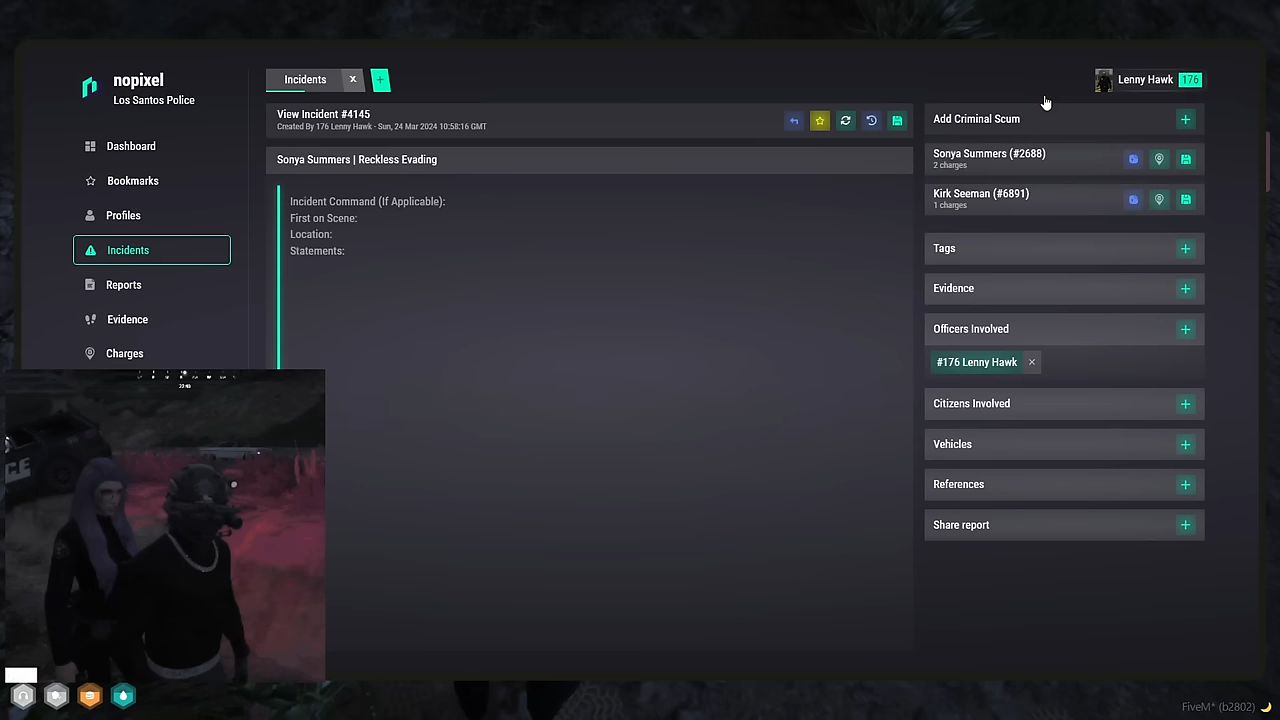 nopixel
Los Santos Police
Dashboard
Bookmarks
Profiles
Incidents
Reports
Evidence
Charges
Incidents x +
View Incident #4145
Created By 176 Lenny Hawk - Sun, 24 Mar 2024 10:58:16 GMT
Sonya Summers | Reckless Evading
Incident Command (If Applicable):
First on Scene:
Location:
Statements:
Lenny Hawk 176
Add Criminal Scum +
Sonya Summers (#2688)
2 charges
Kirk Seeman (#6891)
1 charges
Tags +
Evidence +
Officers Involved +
#176 Lenny Hawk ×
Citizens Involved +
Vehicles +
References +
Share report +
FiveM* (b2802)